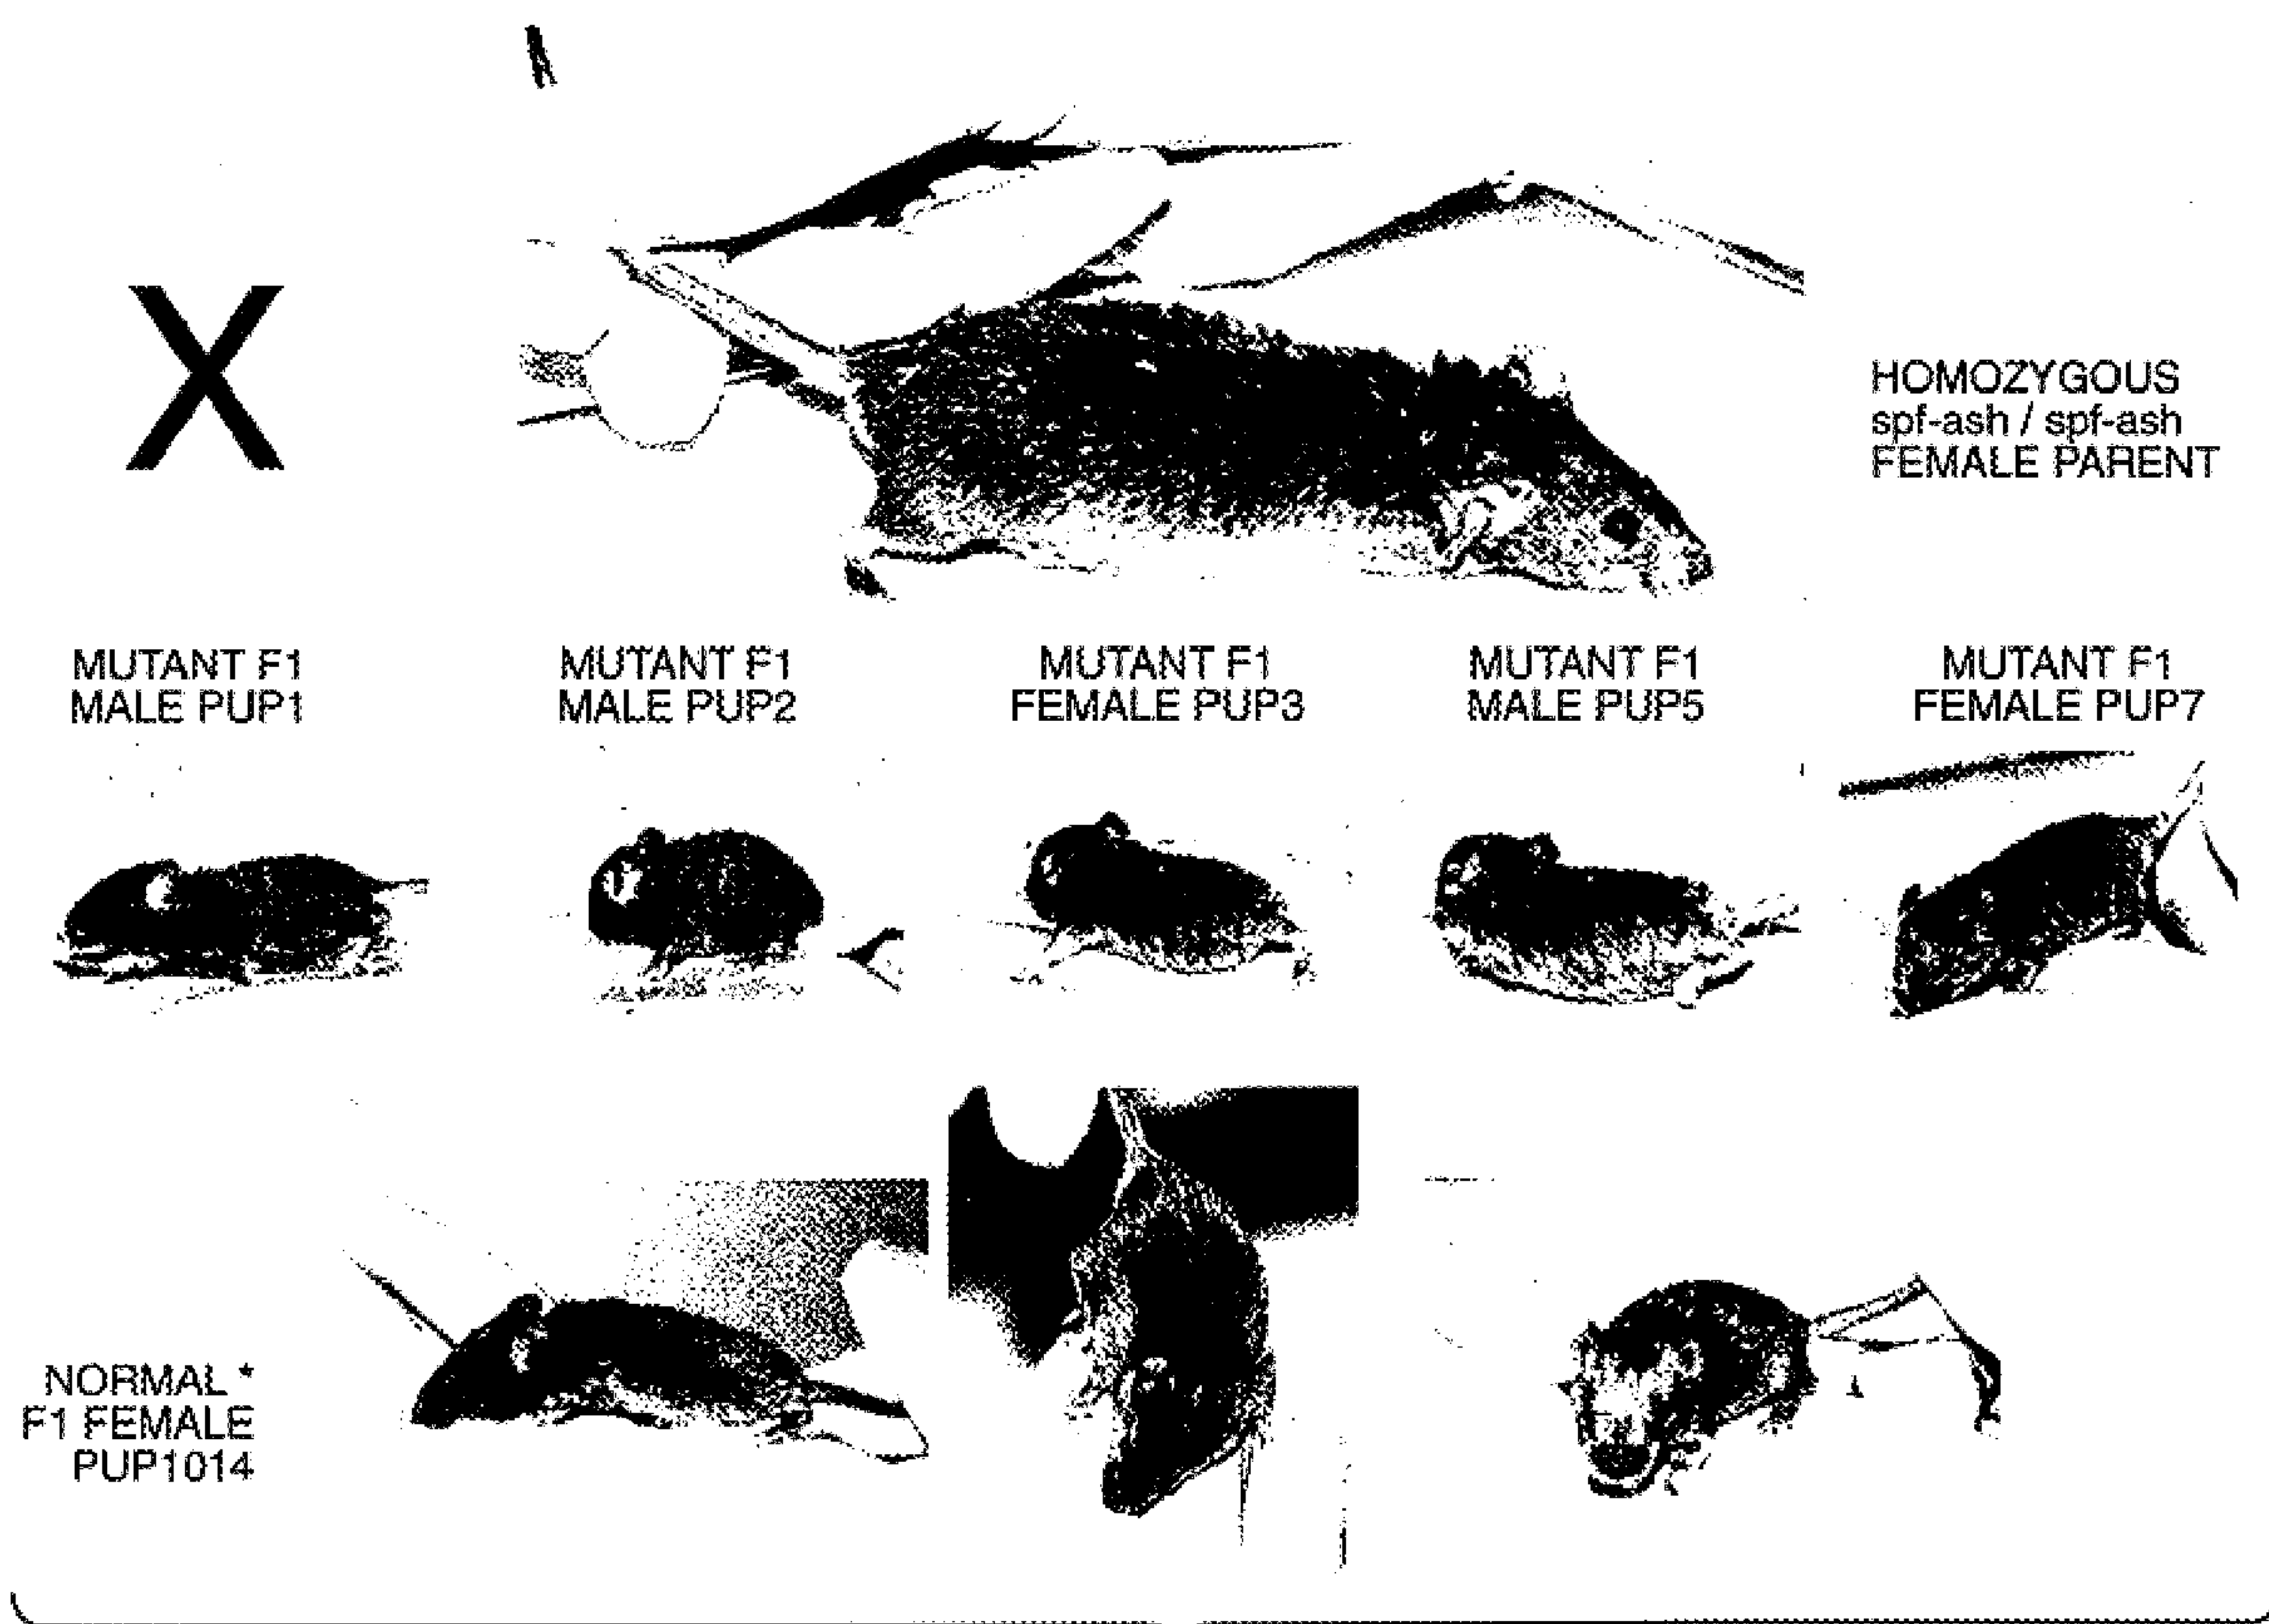 X
HOMOZYGOUS
spf-ash / spf-ash
FEMALE PARENT
MUTANT F1
MALE PUP1
MUTANT F1
MALE PUP2
MUTANT F1
FEMALE PUP3
MUTANT F1
MALE PUP5
MUTANT F1
FEMALE PUP7
NORMAL *
F1 FEMALE
PUP1014